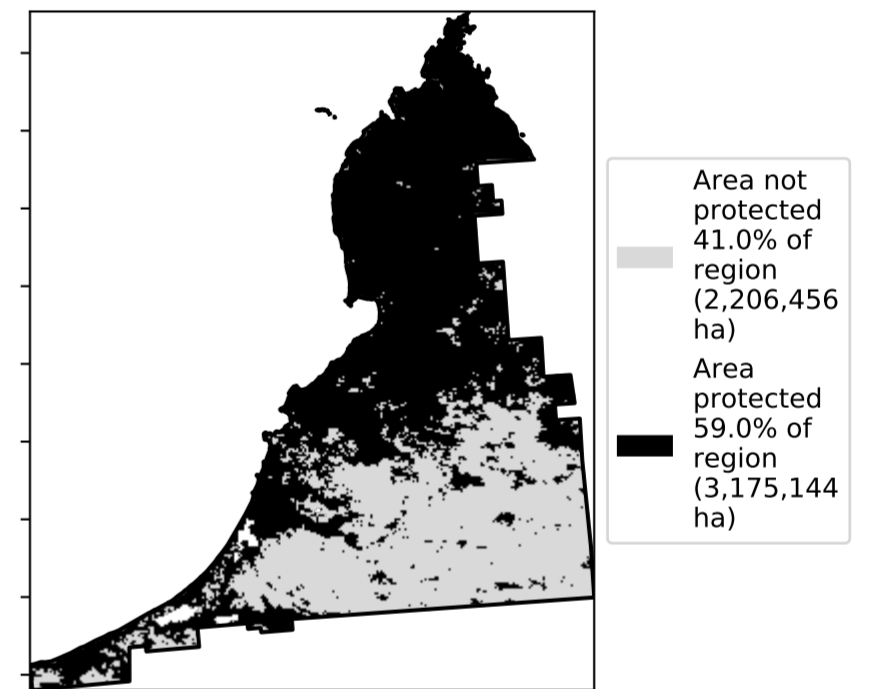 Area not
protected
41.0% of
region
(2,206,456
ha)
Area
protected
59.0% of
region
(3,175,144
ha)